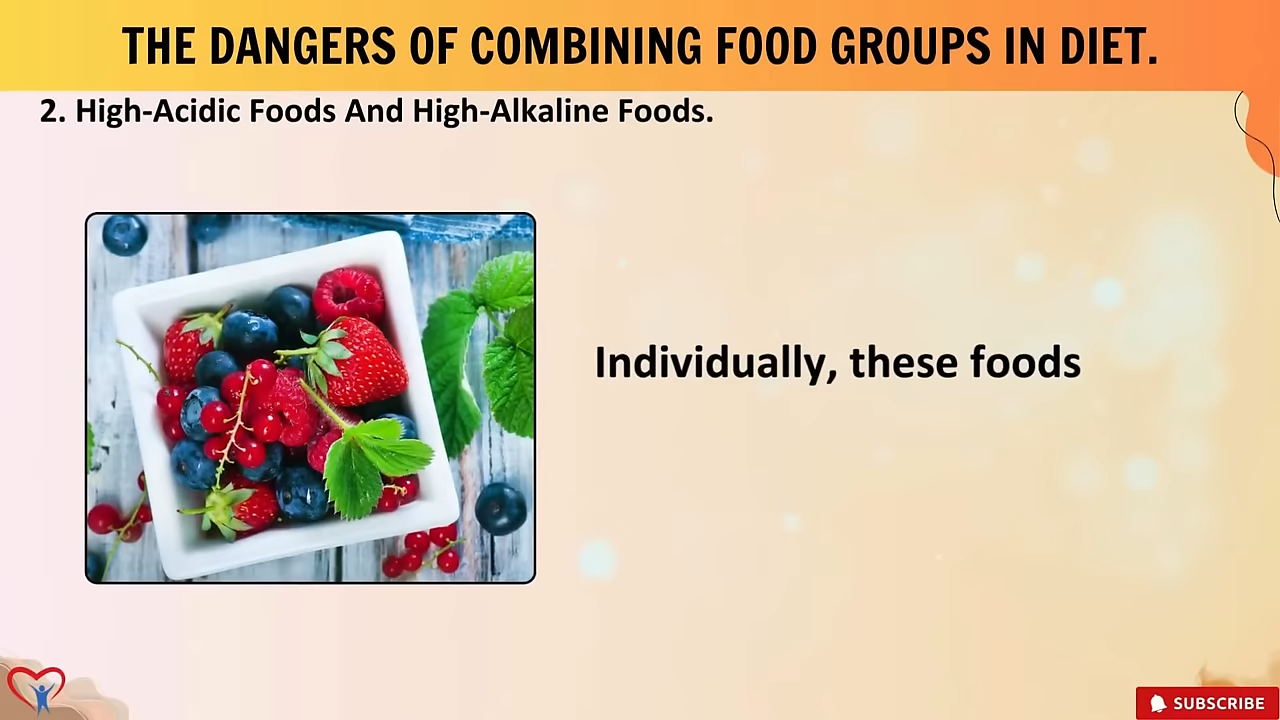 THE DANGERS OF COMBINING FOOD GROUPS IN DIET.
2. High-Acidic Foods And High-Alkaline Foods.
Individually, these foods
SUBSCRIBE